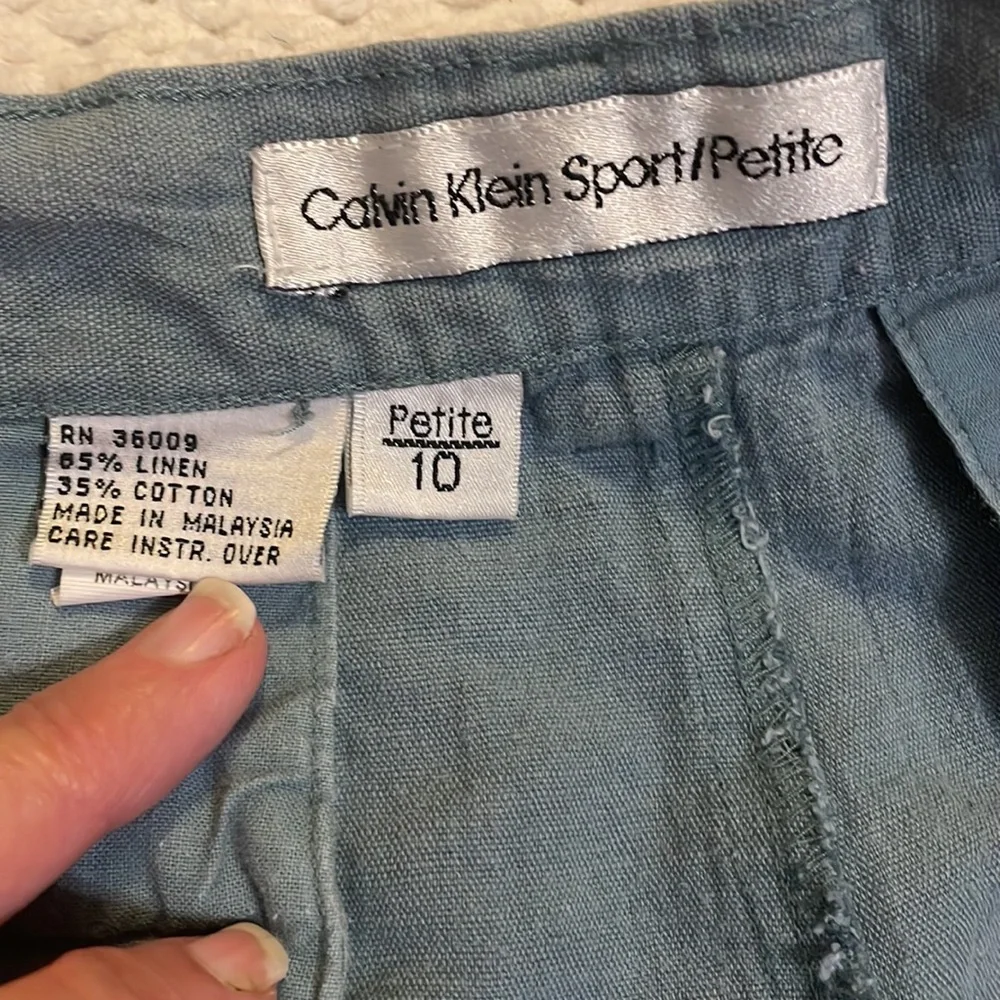 Calvin Klein Sport/Petite
Petite
10
RN 36009
65% LINEN
35% COTTON
MADE IN MALAYSIA
CARE INSTR. OVER